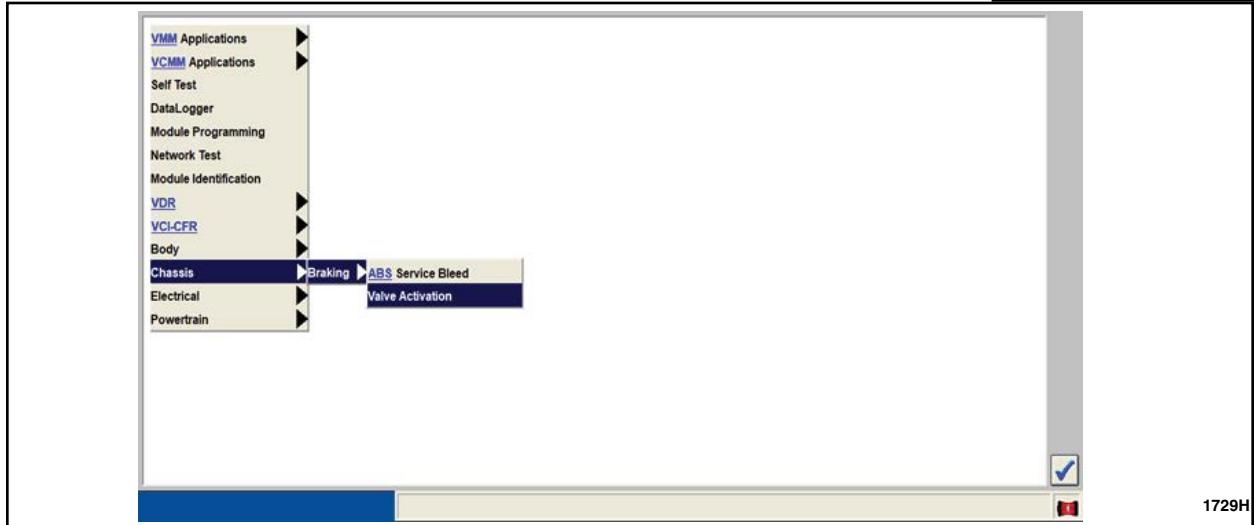 VMM Applications
VCMM Applications
Self Test
DataLogger
Module Programming
Network Test
Module Identification
VDR
VCI-CFR
Body
Chassis Braking ABS Service Bleed
Electrical Valve Activation
Powertrain
1729H